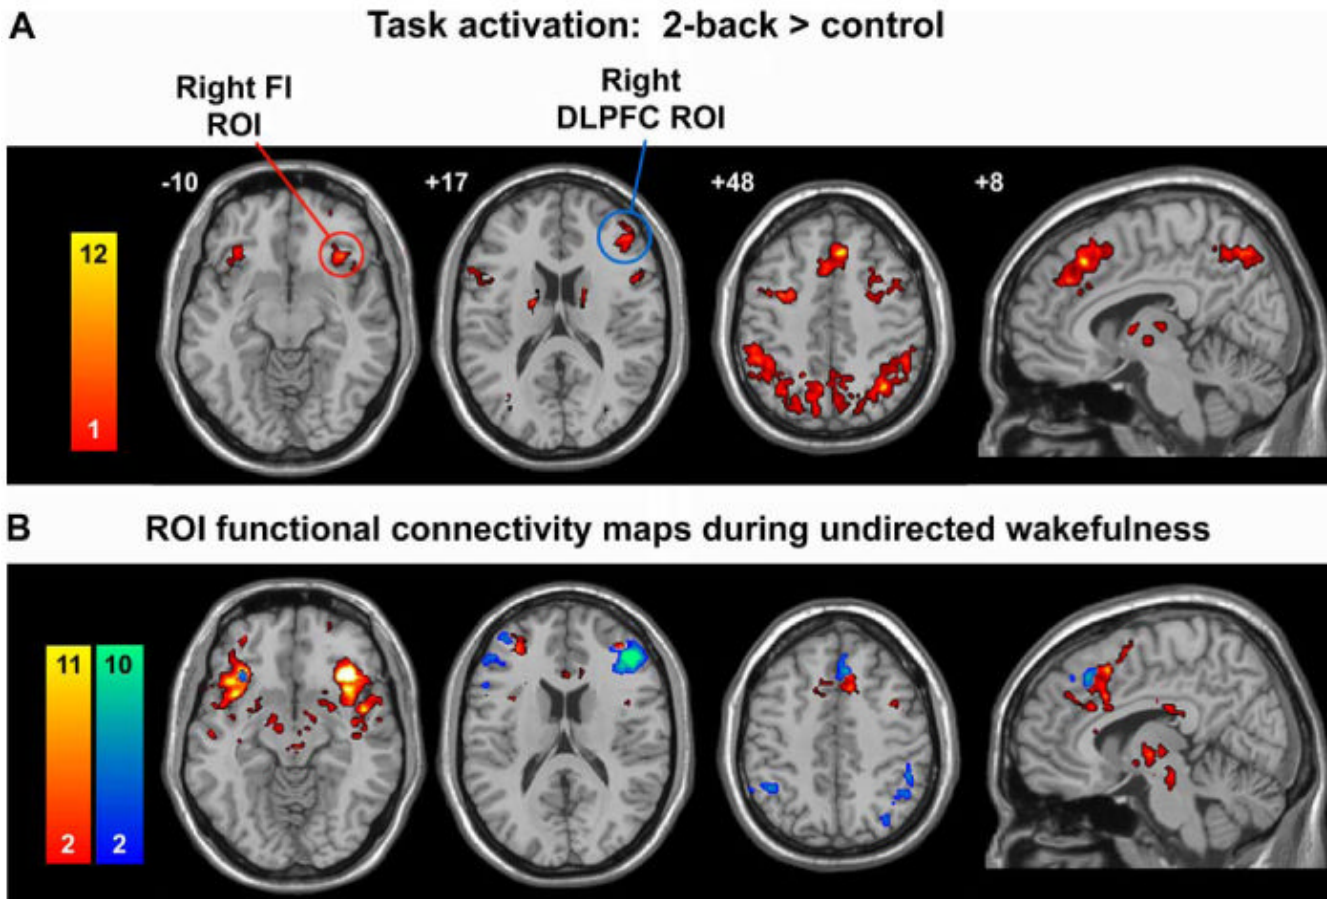 A
Task activation: 2-back > control
Right FI
ROI
Right
DLPFC ROI
-10
+17
+48
+8
12
1
B
ROI functional connectivity maps during undirected wakefulness
11
10
2
2